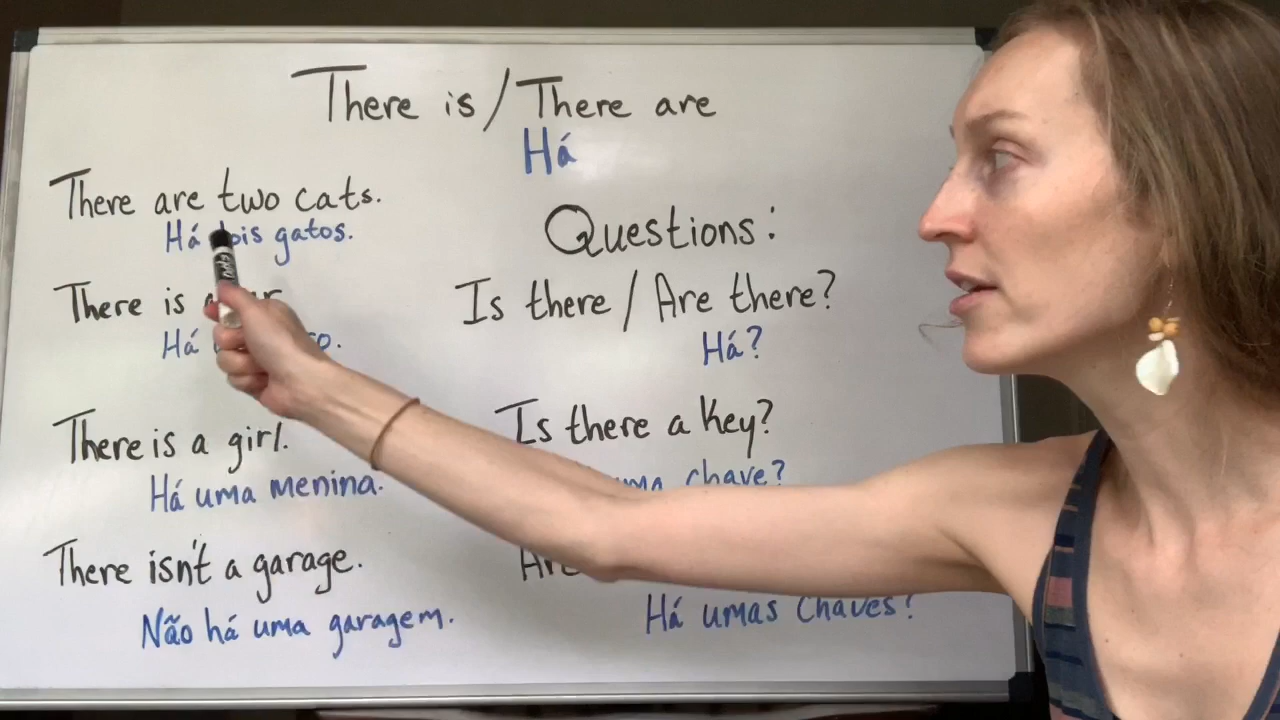 There is / There are
Há
There are two cats.
Há gatos.
There is
Há
There is a girl.
Há uma menina.
There isn't a garage.
Não há uma garagem.
Questions:
Is there / Are there?
Há?
Is there a key?
chave?
Há umas chaves?